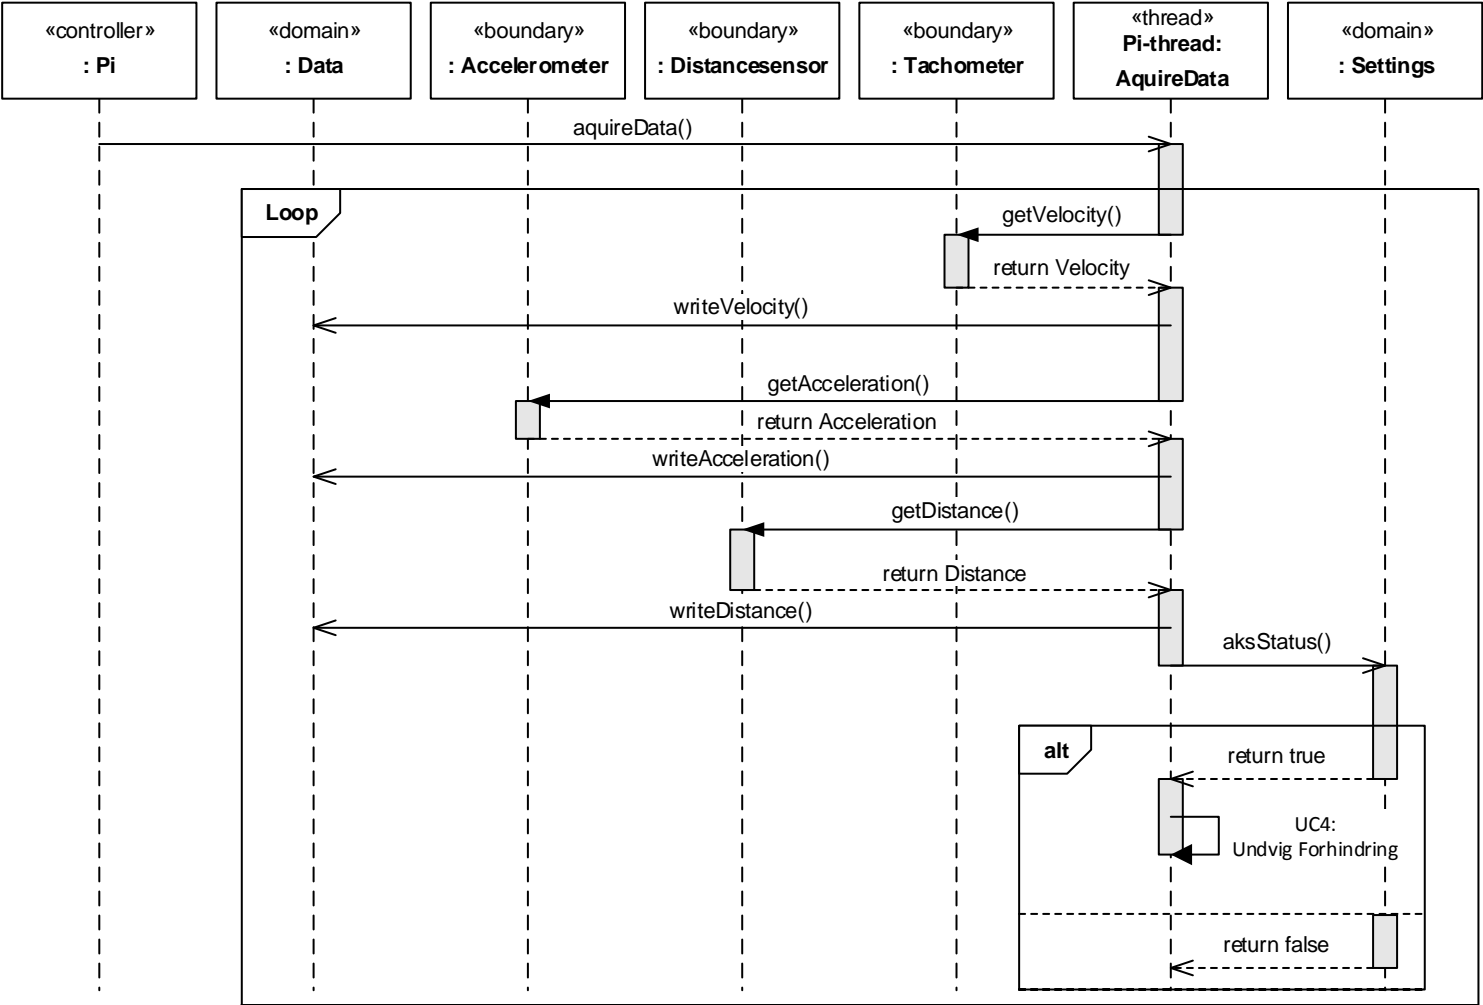 «controller»
: Pi
«domain»
: Data
«boundary»
: Accelerometer
«boundary»
: Distancesensor
«boundary»
: Tachometer
«thread»
Pi-thread:
AquireData
«domain»
: Settings
aquireData()
Loop
getVelocity()
return Velocity
writeVelocity()
getAcceleration()
return Acceleration
writeAcceleration()
getDistance()
return Distance
writeDistance()
aksStatus()
alt
return true
UC4:
Undvig Forhindring
return false